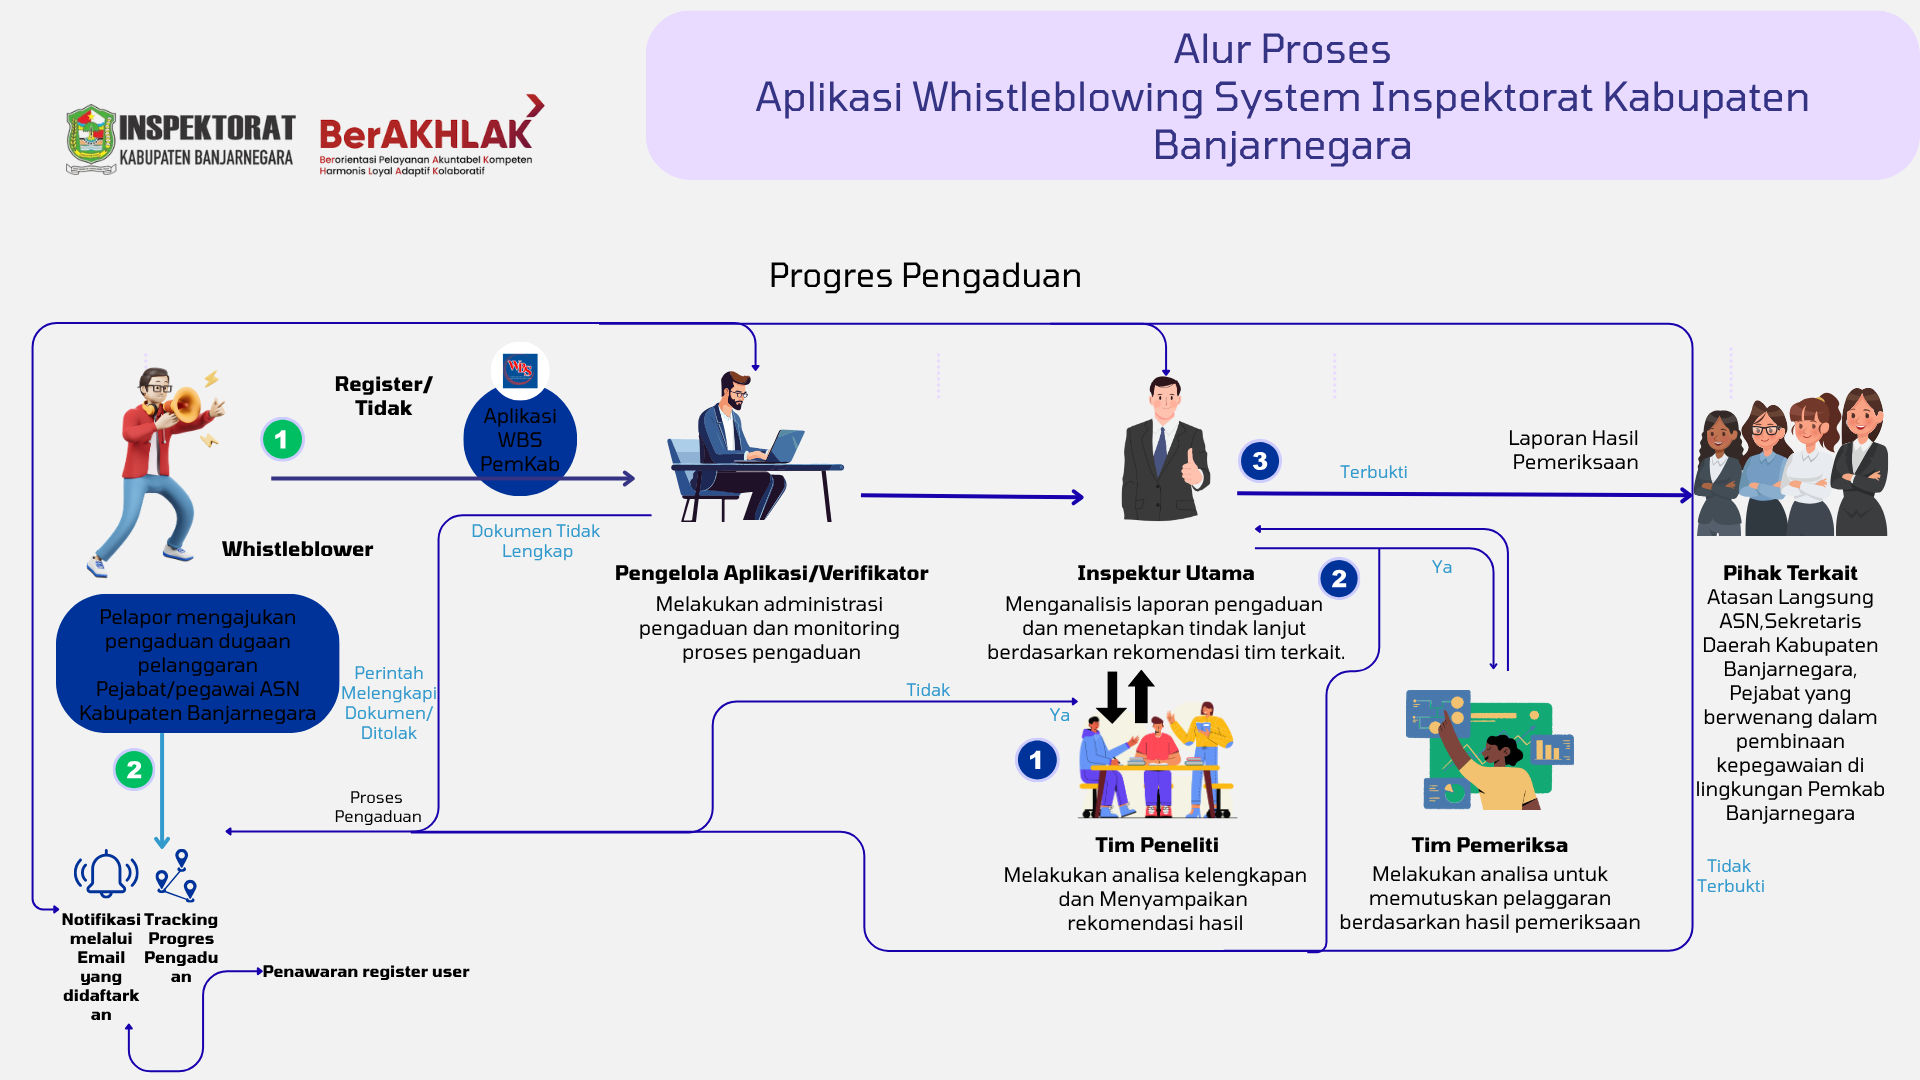 Alur Proses
Aplikasi Whistleblowing System Inspektorat Kabupaten
Banjarnegara
INSPEKTORAT
KABUPATEN BANJARNEGARA
BerAKHLAK
Berorientasi Pelayanan Akuntabel Kompeten
Harmonis Loyal Adaptif Kolaboratif
Progres Pengaduan
Register/
Tidak
1
WBS
Aplikasi
WBS
PemKab
Whistleblower
Pelapor mengajukan
pengaduan dugaan
pelanggaran
Pejabat/pegawai ASN
Kabupaten Banjarnegara
2
Dokumen Tidak
Lengkap
Perintah
Melengkapi
Dokumen/
Ditolak
Proses
Pengaduan
Notifikasi
melalui
Email
yang
didaftark
an
Tracking
Progres
Pengadu
an
Penawaran register user
Pengelola Aplikasi/Verifikator
Melakukan administrasi
pengaduan dan monitoring
proses pengaduan
Inspektur Utama
Menganalisis laporan pengaduan
dan menetapkan tindak lanjut
berdasarkan rekomendasi tim terkait.
Tidak
Ya
1
Tim Peneliti
Melakukan analisa kelengkapan
dan Menyampaikan
rekomendasi hasil
2
Ya
Tim Pemeriksa
Melakukan analisa untuk
memutuskan pelaggaran
berdasarkan hasil pemeriksaan
3
Terbukti
Laporan Hasil
Pemeriksaan
Pihak Terkait
Atasan Langsung
ASN,Sekretaris
Daerah Kabupaten
Banjarnegara,
Pejabat yang
berwenang dalam
pembinaan
kepegawaian di
lingkungan Pemkab
Banjarnegara
Tidak
Terbukti